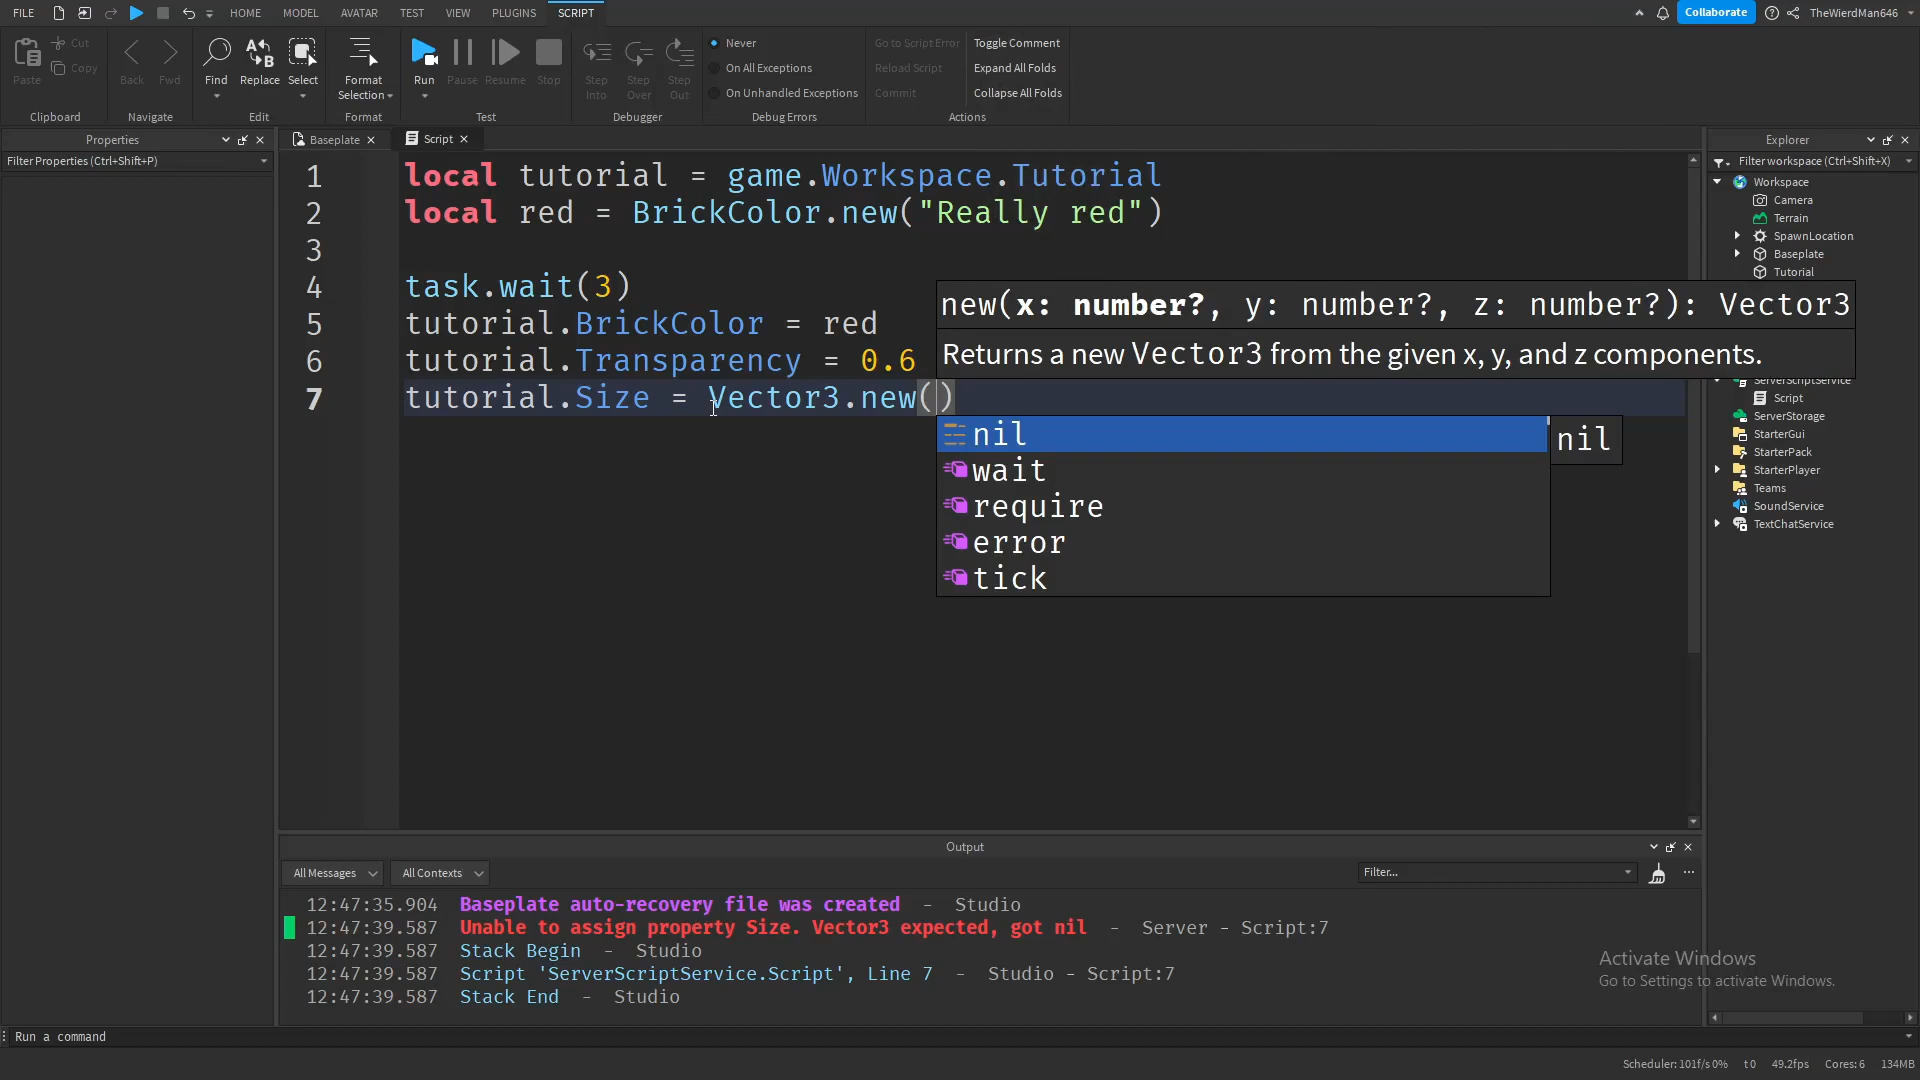 FILE HOME MODEL AVATAR TEST VIEW PLUGINS SCRIPT Collaborate TheWierdMan646
Paste Cut Copy
Clipboard
Back Fwd
Navigate
Find Replace Select
Edit
Format Selection
Format
Run Pause Resume Stop
Test
Step Into Step Over Step Out
Debugger
Never
On All Exceptions
On Unhandled Exceptions
Debug Errors
Go to Script Error Toggle Comment
Reload Script Expand All Folds
Commit Collapse All Folds
Actions
Properties
Filter Properties (Ctrl+Shift+P)
Baseplate Script
1 local tutorial = game.Workspace.Tutorial
2 local red = BrickColor.new("Really red")
3
4 task.wait(3)
5 tutorial.BrickColor = red
6 tutorial.Transparency = 0.6
7 tutorial.Size = Vector3.new()
new(x: number?, y: number?, z: number?): Vector3
Returns a new Vector3 from the given x, y, and z components.
nil nil
wait
require
error
tick
Explorer
Filter workspace (Ctrl+Shift+X)
Workspace
Camera
Terrain
SpawnLocation
Baseplate
Tutorial
ServerScriptService
Script
ServerStorage
StarterGui
StarterPack
StarterPlayer
Teams
SoundService
TextChatService
Output
All Messages All Contexts Filter...
12:47:35.904 Baseplate auto-recovery file was created - Studio
12:47:39.587 Unable to assign property Size. Vector3 expected, got nil - Server - Script:7
12:47:39.587 Stack Begin - Studio
12:47:39.587 Script 'ServerScriptService.Script', Line 7 - Studio - Script:7
12:47:39.587 Stack End - Studio
Activate Windows
Go to Settings to activate Windows.
Run a command
Scheduler: 101f/s 0% t 0 49.2fps Cores: 6 134MB